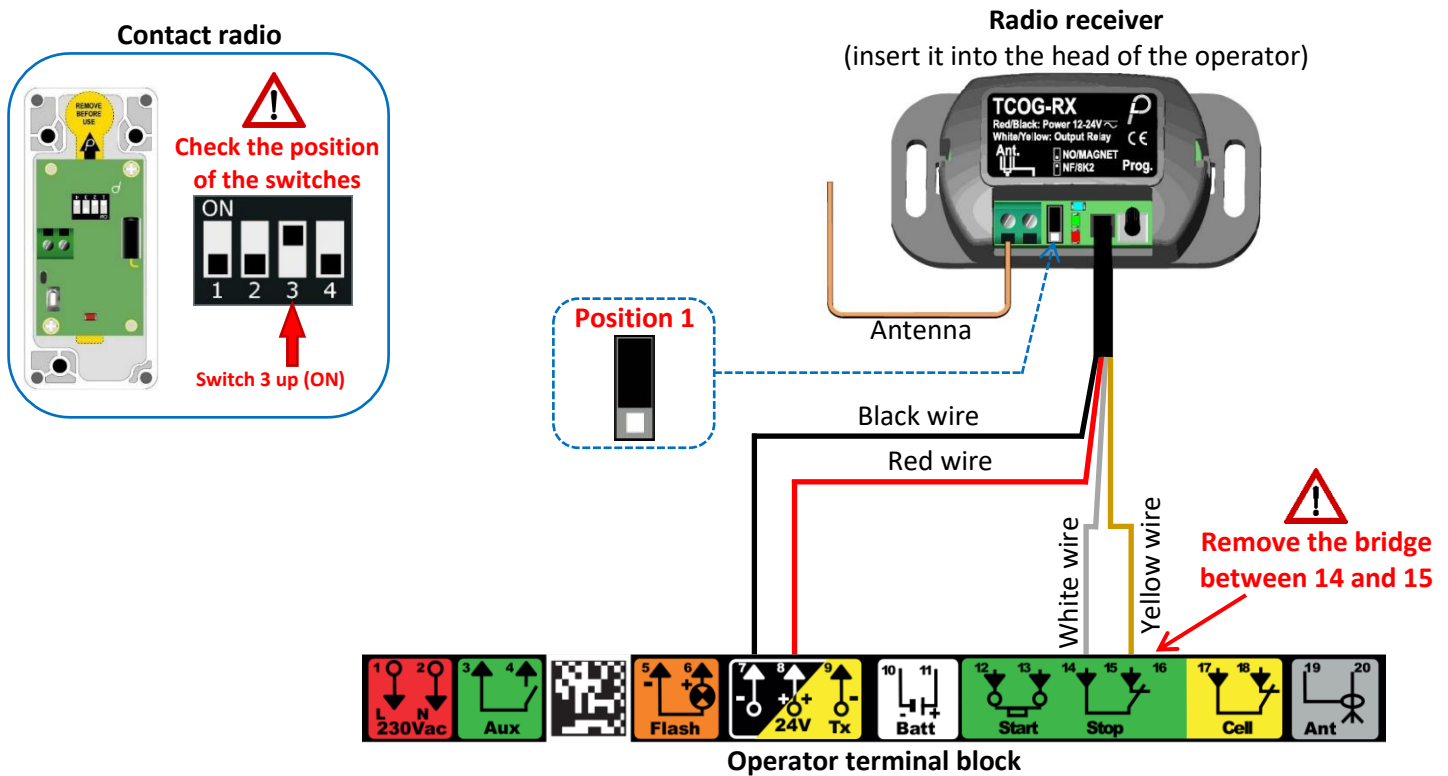 Contact radio
REMOVE
BEFORE
USE
Check the position
of the switches
ON
1 2 3 4
Switch 3 up (ON)
Radio receiver
(insert it into the head of the operator)
TCOG-RX
Red/Black: Power 12-24V
White/Yellow: Output Relay
CE
Ant.
NO/MAGNET
NF/8K2
Prog.
Position 1
Antenna
Black wire
Red wire
White wire
Yellow wire
Remove the bridge
between 14 and 15
1 2 3 4 5 6 7 8 9 10 11 12 13 14 15 16 17 18 19 20
L N - + - + + - - +
230Vac Aux Flash 24V Tx Batt Start Stop Cell Ant
Operator terminal block